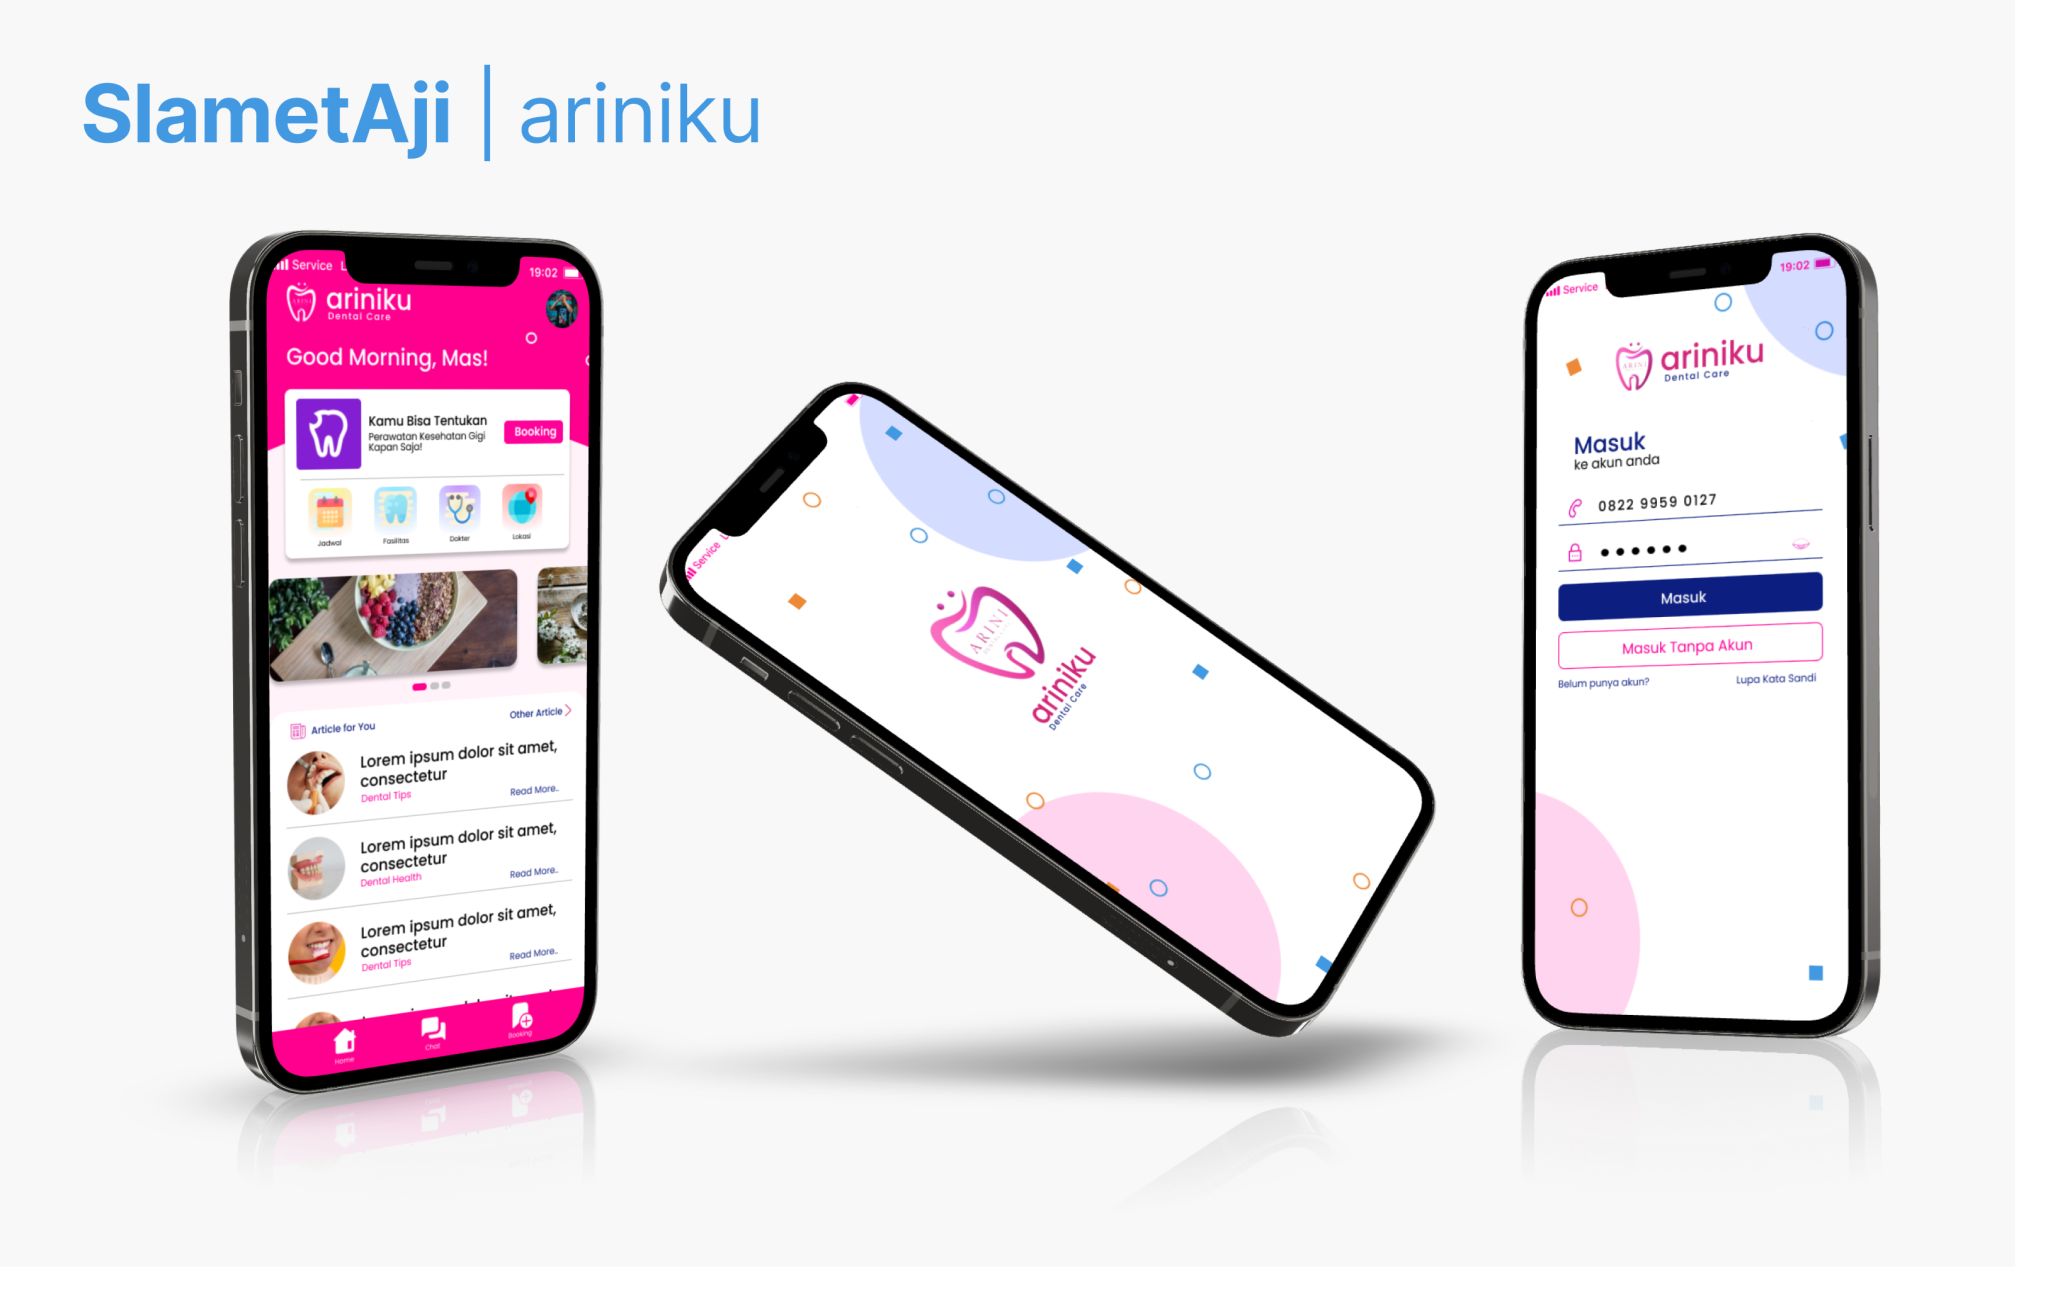 SlametAji | ariniku
Service L
19:02
ariniku
Dental Care
Good Morning, Mas!
Kamu Bisa Tentukan
Perawatan Kesehatan Gigi
Kapan Saja!
Booking
Jadwal
Fasilitas
Dokter
Lokasi
Article for You
Other Article
Lorem ipsum dolor sit amet,
consectetur
Dental Tips
Read More..
Lorem ipsum dolor sit amet,
consectetur
Dental Health
Read More..
Lorem ipsum dolor sit amet,
consectetur
Dental Tips
Read More..
Home
Chat
Booking
Service
ARINI
ariniku
Dental Care
Service
19:02
ARINI
ariniku
Dental Care
Masuk
ke akun anda
0822 9959 0127
Masuk
Masuk Tanpa Akun
Belum punya akun?
Lupa Kata Sandi